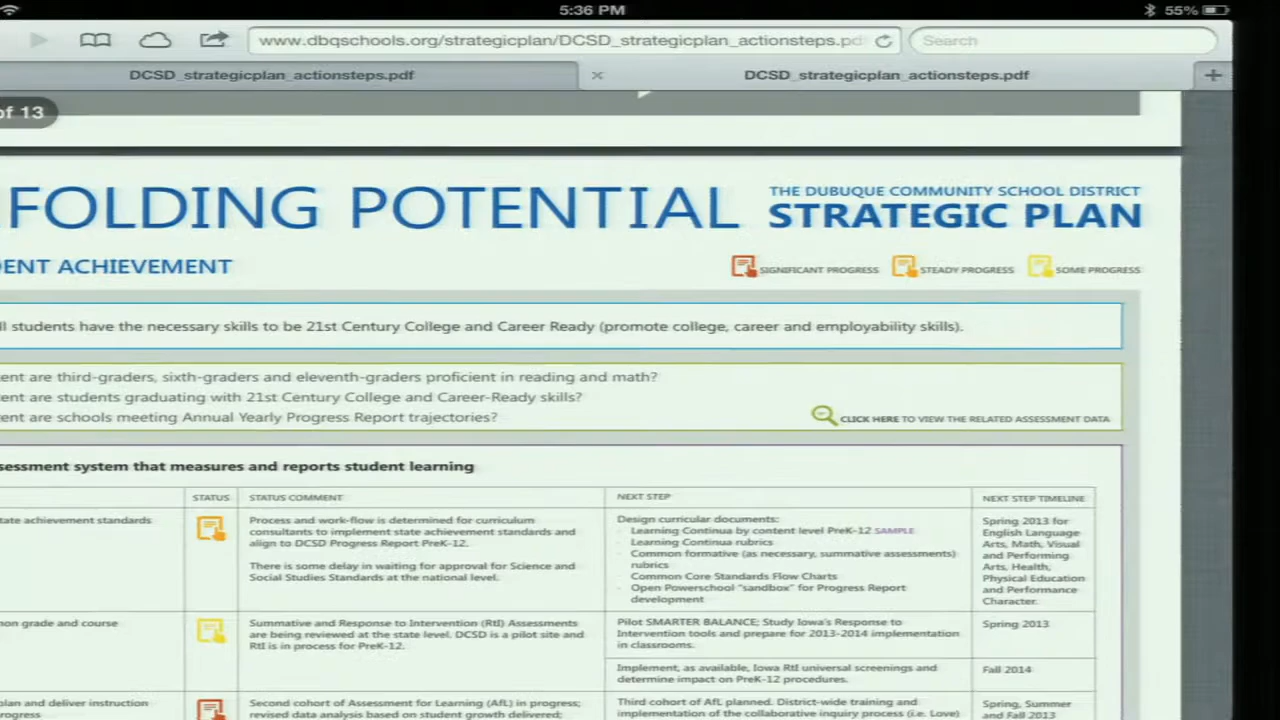 5:36 PM
55%
www.dbqschools.org/strategicplan/DCSD_strategicplan_actionsteps.pd
Search
DCSD_strategicplan_actionsteps.pdf
DCSD_strategicplan_actionsteps.pdf
of 13
FOLDING POTENTIAL
THE DUBUQUE COMMUNITY SCHOOL DISTRICT
STRATEGIC PLAN
ENT ACHIEVEMENT
SIGNIFICANT PROGRESS
STEADY PROGRESS
SOME PROGRESS
ll students have the necessary skills to be 21st Century College and Career Ready (promote college, career and employability skills).
ent are third-graders, sixth-graders and eleventh-graders proficient in reading and math?
ent are students graduating with 21st Century College and Career-Ready skills?
ent are schools meeting Annual Yearly Progress Report trajectories?
CLICK HERE TO VIEW THE RELATED ASSESSMENT DATA
sessment system that measures and reports student learning
STATUS
STATUS COMMENT
NEXT STEP
NEXT STEP TIMELINE
tate achievement standards
Process and work-flow is determined for curriculum
consultants to implement state achievement standards and
align to DCSD Progress Report PreK-12.
There is some delay in waiting for approval for Science and
Social Studies Standards at the national level.
Design curricular documents:
Learning Continua by content level PreK-12 SAMPLE
Learning Continua rubrics
Common formative (as necessary, summative assessments)
rubrics
Common Core Standards Flow Charts
Open Powerschool "sandbox" for Progress Report
development
Spring 2013 for
English Language
Arts, Math, Visual
and Performing
Arts, Health,
Physical Education
and Performance
Character.
non grade and course
Summative and Response to Intervention (RtI) Assessments
are being reviewed at the state level. DCSD is a pilot site and
RtI is in process for PreK-12.
Pilot SMARTER BALANCE; Study Iowa's Response to
Intervention tools and prepare for 2013-2014 implementation
in classrooms.
Spring 2013
Implement, as available, Iowa RtI universal screenings and
determine impact on PreK-12 procedures.
Fall 2014
plan and deliver instruction
rogress
Second cohort of Assessment for Learning (AfL) in progress;
revised data analysis based on student growth delivered;
Third cohort of AfL planned. District-wide training and
implementation of the collaborative inquiry process (i.e. Love)
Spring, Summer
and Fall 2013